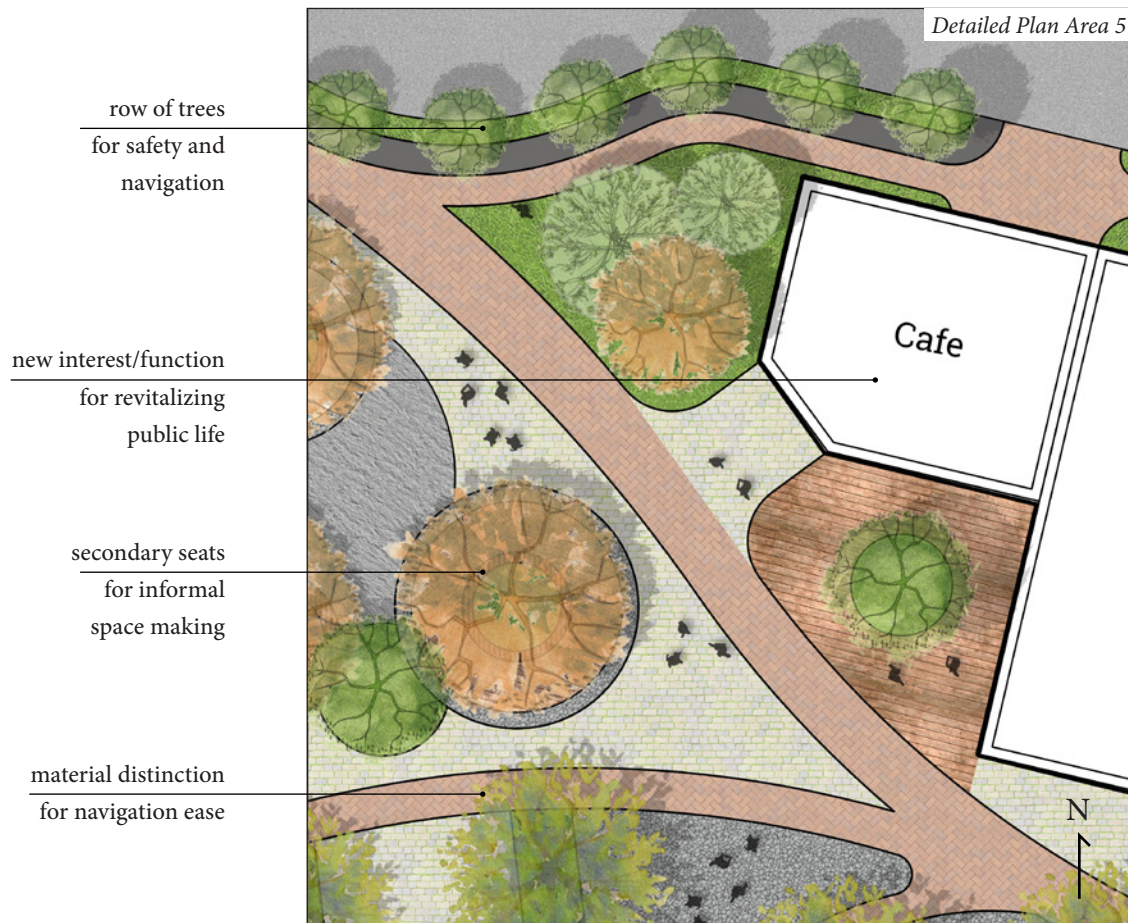 Detailed Plan Area 5
row of trees
for safety and
navigation
new interest/function
for revitalizing
public life
Cafe
secondary seats
for informal
space making
material distinction
for navigation ease
N